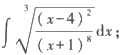 ∫ ∛((x-4)²/(x+1)⁸) dx;